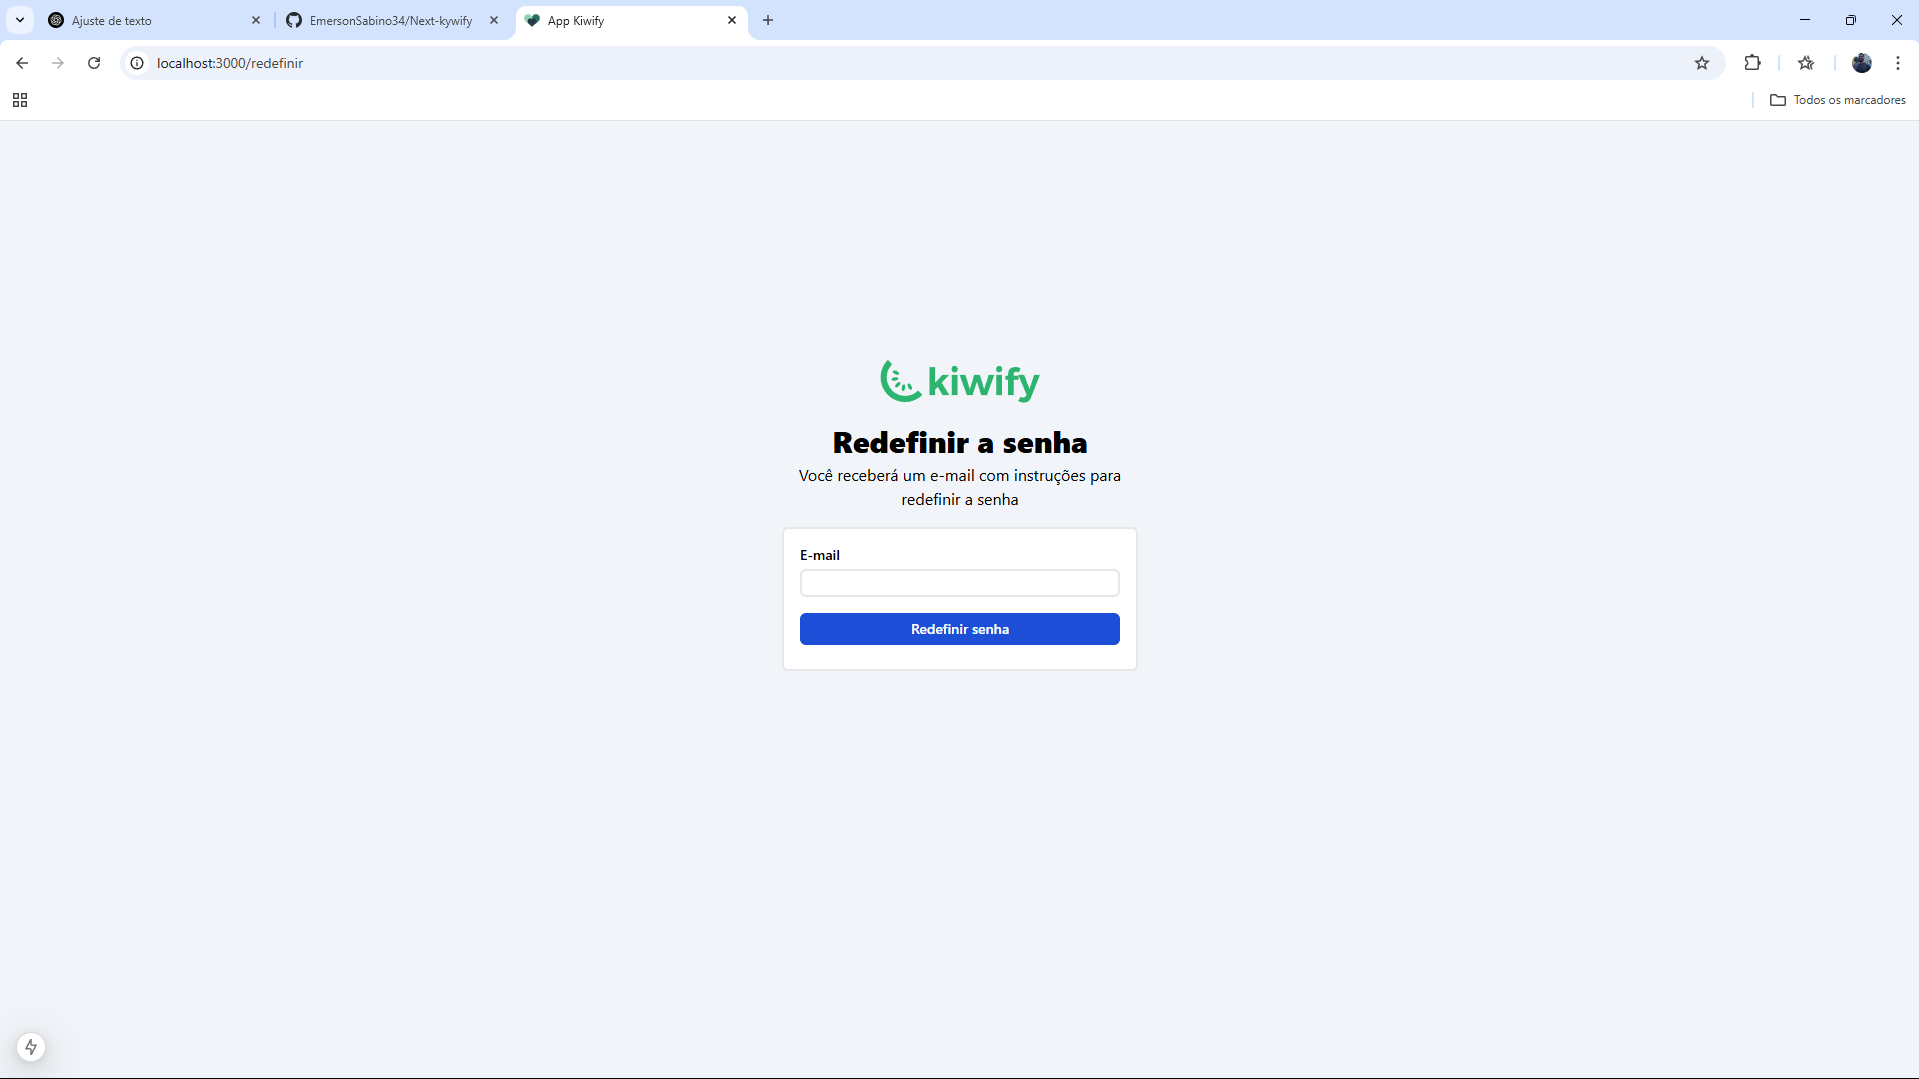 Ajuste de texto
EmersonSabino34/Next-kywify
App Kiwify
localhost:3000/redefinir
Todos os marcadores
kiwify
Redefinir a senha
Você receberá um e-mail com instruções para
redefinir a senha
E-mail
Redefinir senha